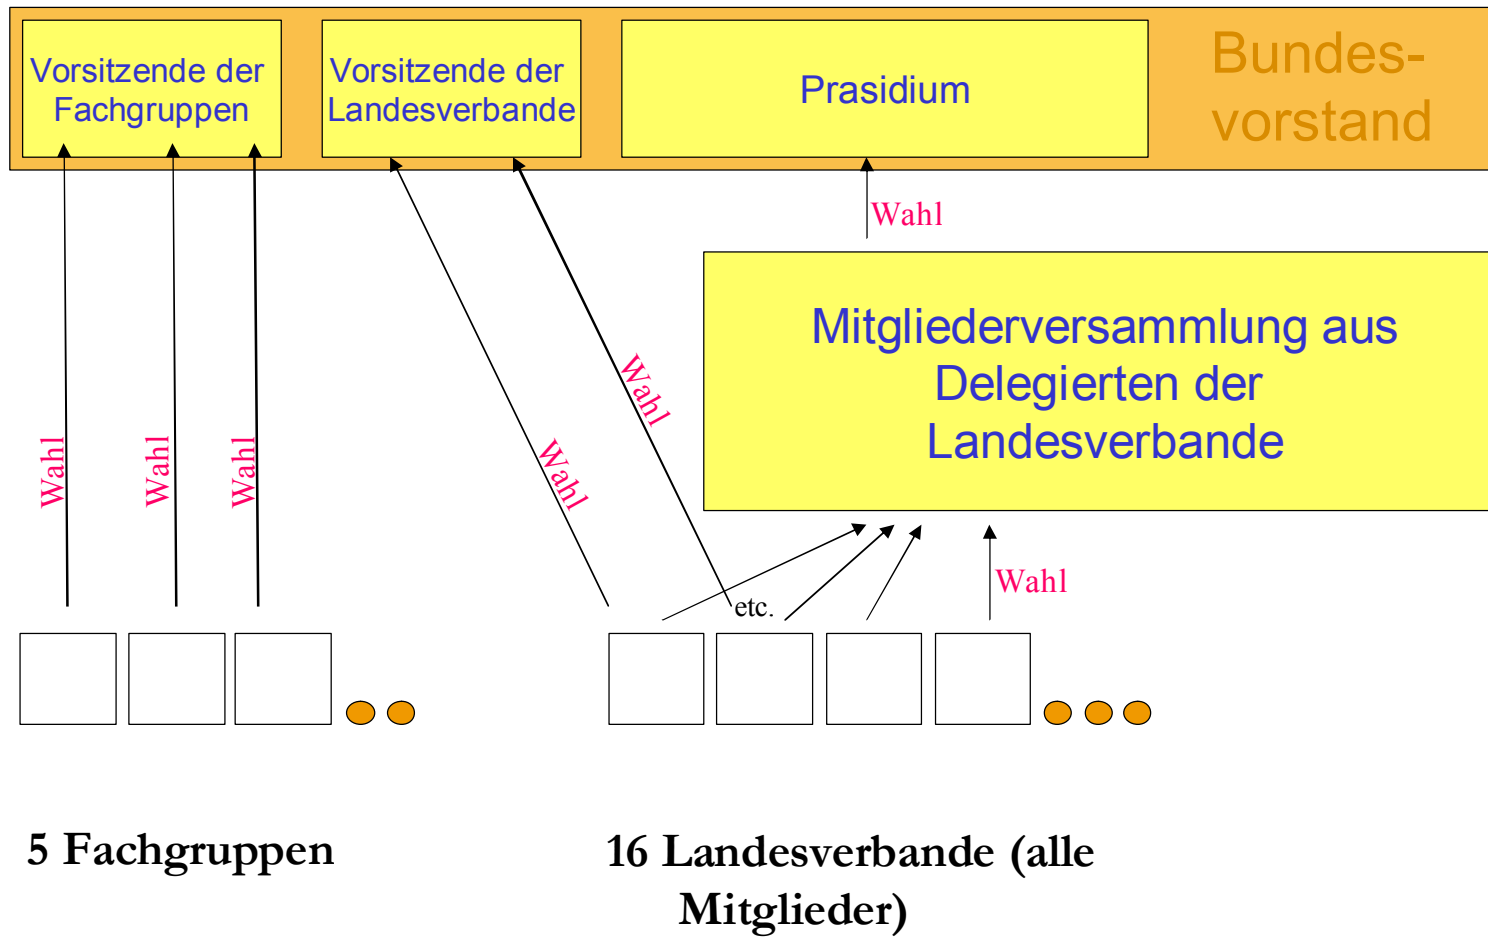 Vorsitzende der
Fachgruppen
Vorsitzende der
Landesverbande
Prasidium
Bundes-
vorstand
Wahl
Mitgliederversammlung aus
Delegierten der
Landesverbande
Wahl
Wahl
Wahl
Wahl
Wahl
Wahl
Wahl
etc.
5 Fachgruppen
16 Landesverbande (alle
Mitglieder)